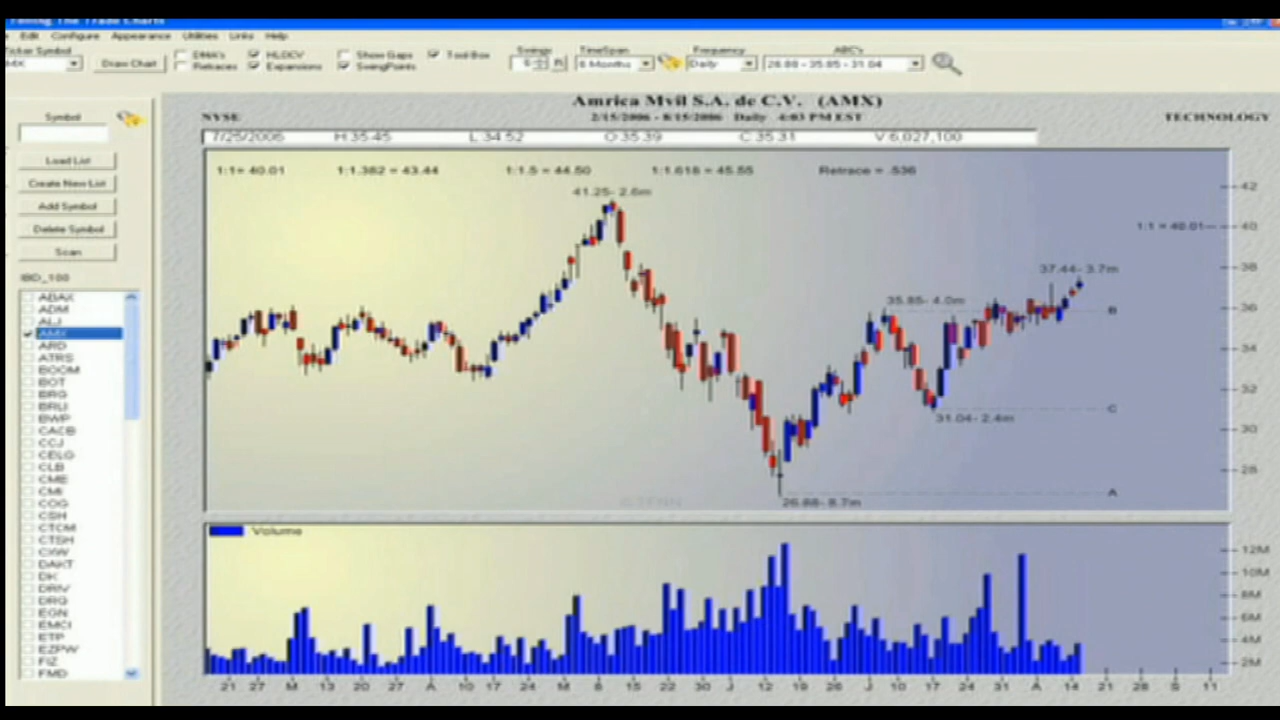 Edit Configure Appearance Utilities Links Help
Ticker Symbol
AMX Draw Chart
DMA's HLOCV Show Gaps Tool Box
Retraces Expansions SwingPoints
Swings TimeSpan Frequency ABC's
6 6 Months Daily 26.88 - 35.85 - 31.04
Amrica Mvil S.A. de C.V. (AMX)
NYSE 2/15/2006 - 8/15/2006 Daily 4:03 PM EST TECHNOLOGY
7/25/2006 H:35.45 L:34.52 O:35.39 C:35.31 V:6,027,100
1:1= 40.01 1:1.382 = 43.44 1:1.5 = 44.50 1:1.618 = 45.55 Retrace = .536
41.25- 2.6m
1:1 = 40.01
37.44- 3.7m
35.85- 4.0m
B
31.04- 2.4m
C
26.88- 8.7m
A
42
40
38
36
34
32
30
28
Volume
12M
10M
8M
6M
4M
2M
21 27 M 13 20 27 A 10 17 24 M 8 15 22 30 J 12 19 26 J 10 17 24 31 A 14 21 28 S 11
Symbol
Load List
Create New List
Add Symbol
Delete Symbol
Scan
IBD_100
ABAX
ADM
ALJ
AMX
ARD
ATRS
BOOM
BOT
BRG
BRLI
BWP
CACB
CCJ
CELG
CLB
CME
CMI
COG
CSH
CTCM
CTSH
CXW
DAKT
DK
DRIV
DRQ
EGN
EMCI
ETP
EZPW
FIZ
FMD